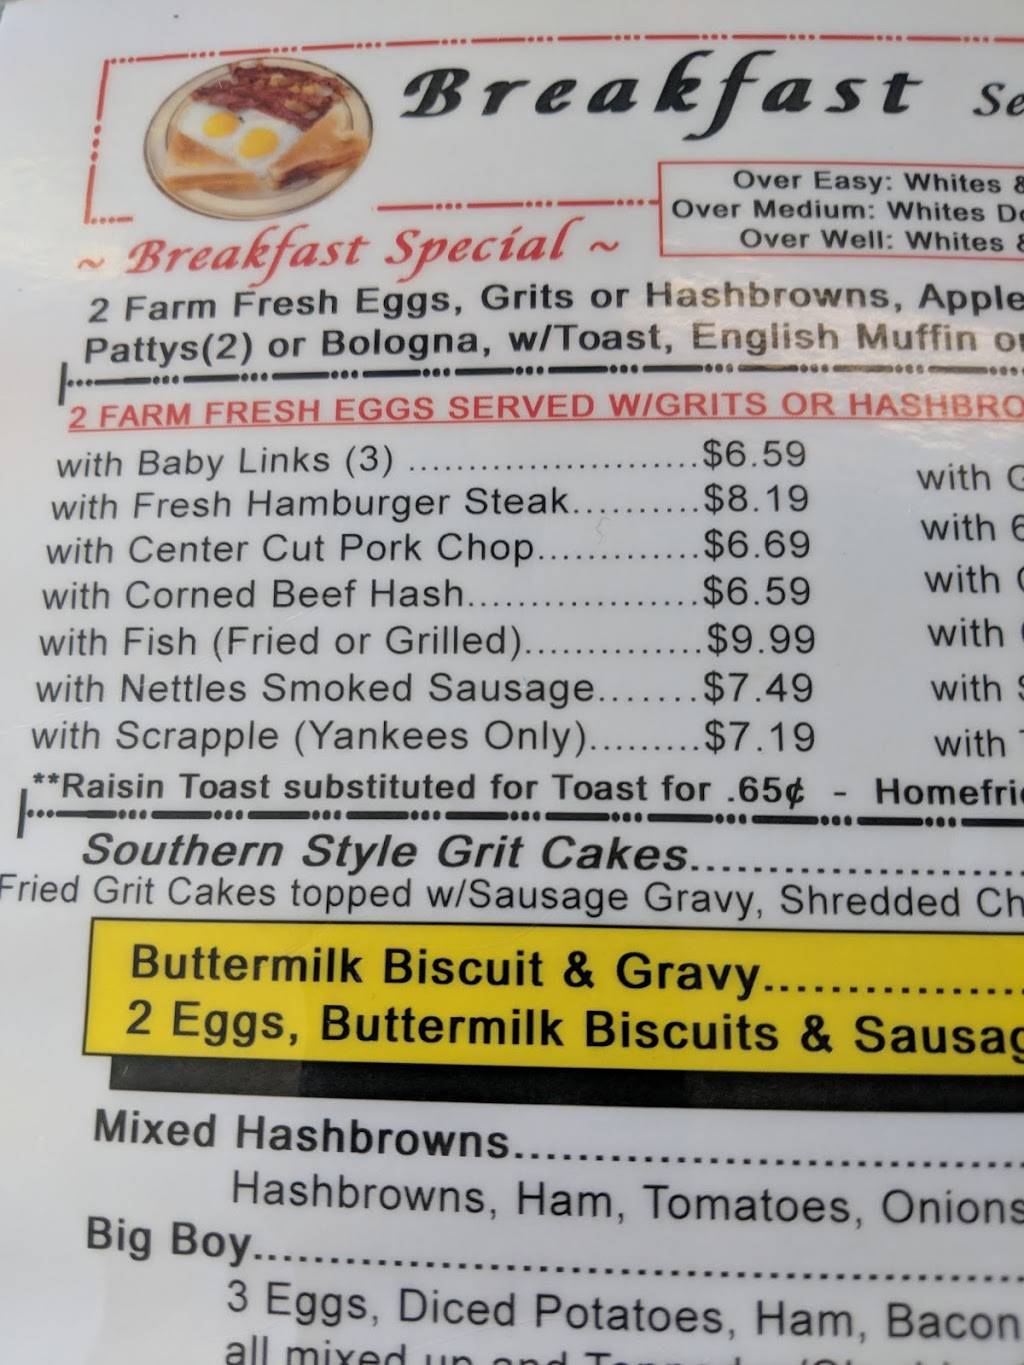 Breakfast
Over Easy: Whites &
Over Medium: Whites
Over Well: Whites &
~ Breakfast Special ~
2 Farm Fresh Eggs, Grits or Hashbrowns, Apple
Pattys(2) or Bologna, w/Toast, English Muffin or
2 FARM FRESH EGGS SERVED W/GRITS OR HASHBRO
with Baby Links (3) ........................$6.59
with Fresh Hamburger Steak..........$8.19
with Center Cut Pork Chop.............$6.69
with Corned Beef Hash..................$6.59
with Fish (Fried or Grilled)..............$9.99
with Nettles Smoked Sausage.......$7.49
with Scrapple (Yankees Only).........$7.19
with
with 6
with
with
with
with
**Raisin Toast substituted for Toast for .65¢ - Homefri
Southern Style Grit Cakes........................
Fried Grit Cakes topped w/Sausage Gravy, Shredded Ch
Buttermilk Biscuit & Gravy..................
2 Eggs, Buttermilk Biscuits & Sausag
Mixed Hashbrowns......................................
Hashbrowns, Ham, Tomatoes, Onions
Big Boy............................................................
3 Eggs, Diced Potatoes, Ham, Bacon
all mixed up and